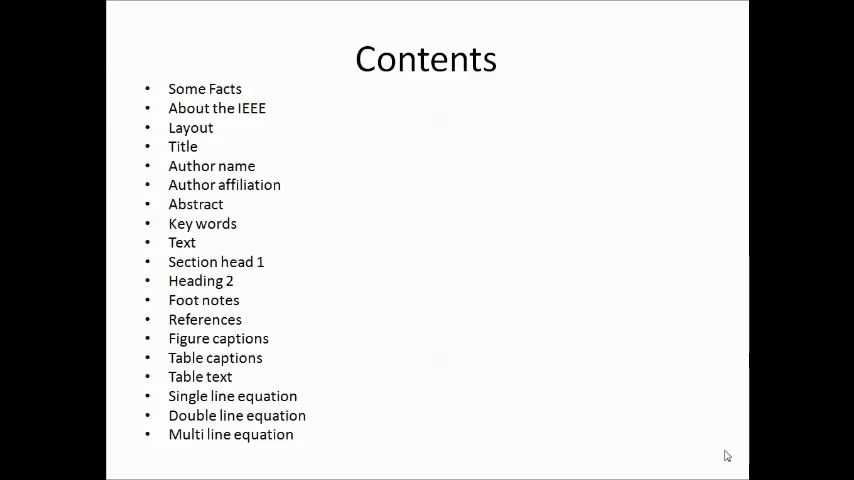 Contents
• Some Facts
• About the IEEE
• Layout
• Title
• Author name
• Author affiliation
• Abstract
• Key words
• Text
• Section head 1
• Heading 2
• Foot notes
• References
• Figure captions
• Table captions
• Table text
• Single line equation
• Double line equation
• Multi line equation